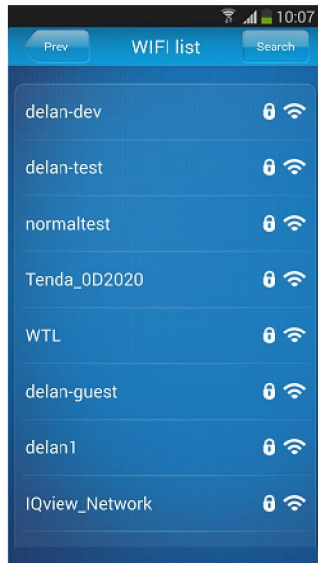 10:07
Prev WIFI list Search
delan-dev
delan-test
normaltest
Tenda_0D2020
WTL
delan-guest
delan1
IQview_Network